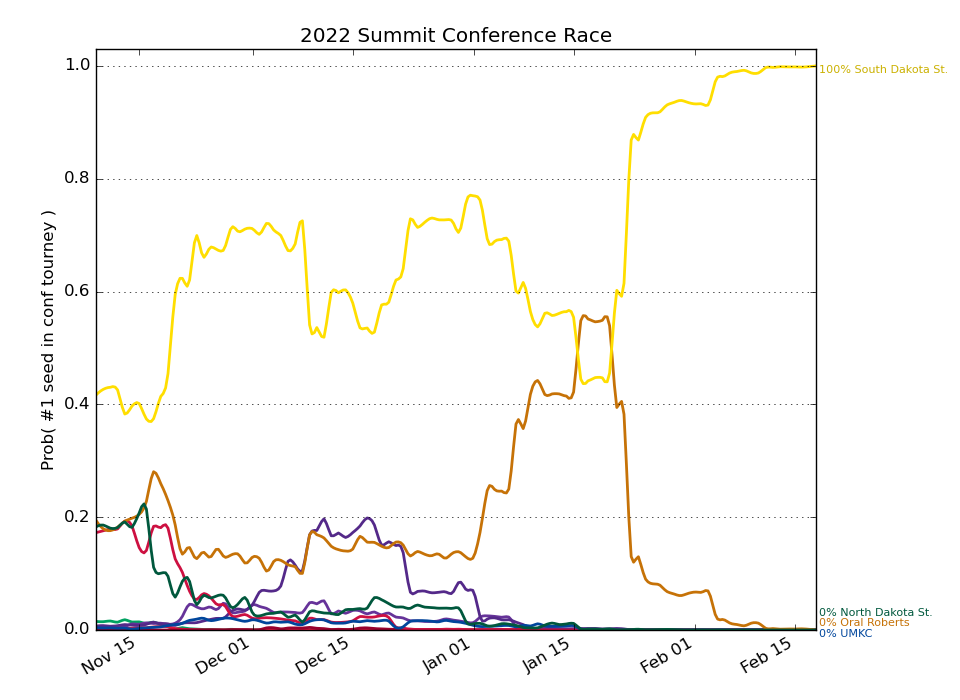 2022 Summit Conference Race
1.0
0.8
0.6
0.4
0.2
0.0
Prob( #1 seed in conf tourney )
100% South Dakota St.
0% North Dakota St.
0% Oral Roberts
0% UMKC
Nov 15
Dec 01
Dec 15
Jan 01
Jan 15
Feb 01
Feb 15